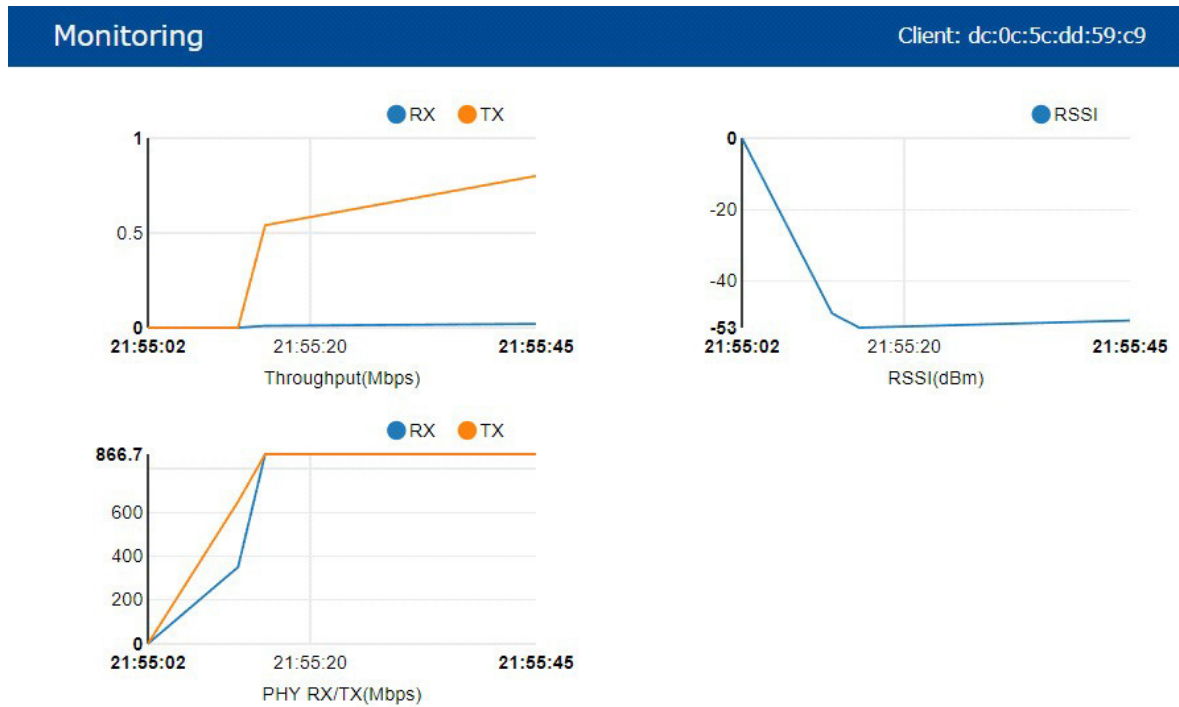 Monitoring
Client: dc:0c:5c:dd:59:c9
RX TX
1
0.5
0
21:55:02 21:55:20 21:55:45
Throughput(Mbps)
RSSI
0
-20
-40
-53
21:55:02 21:55:20 21:55:45
RSSI(dBm)
RX TX
866.7
600
400
200
0
21:55:02 21:55:20 21:55:45
PHY RX/TX(Mbps)